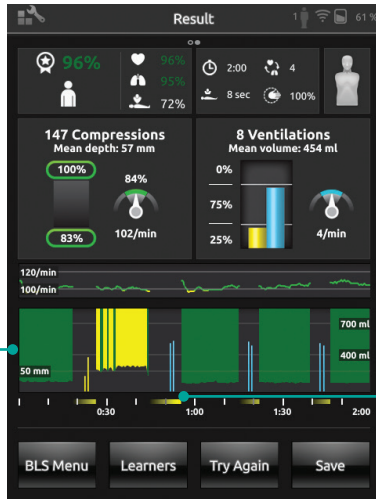 Result
1
61 %
96%
96%
95%
72%
2:00
4
8 sec
100%
147 Compressions
Mean depth: 57 mm
100%
84%
83%
102/min
8 Ventilations
Mean volume: 454 ml
0%
75%
25%
4/min
120/min
100/min
700 ml
400 ml
50 mm
0:30
1:00
1:30
2:00
BLS Menu
Learners
Try Again
Save